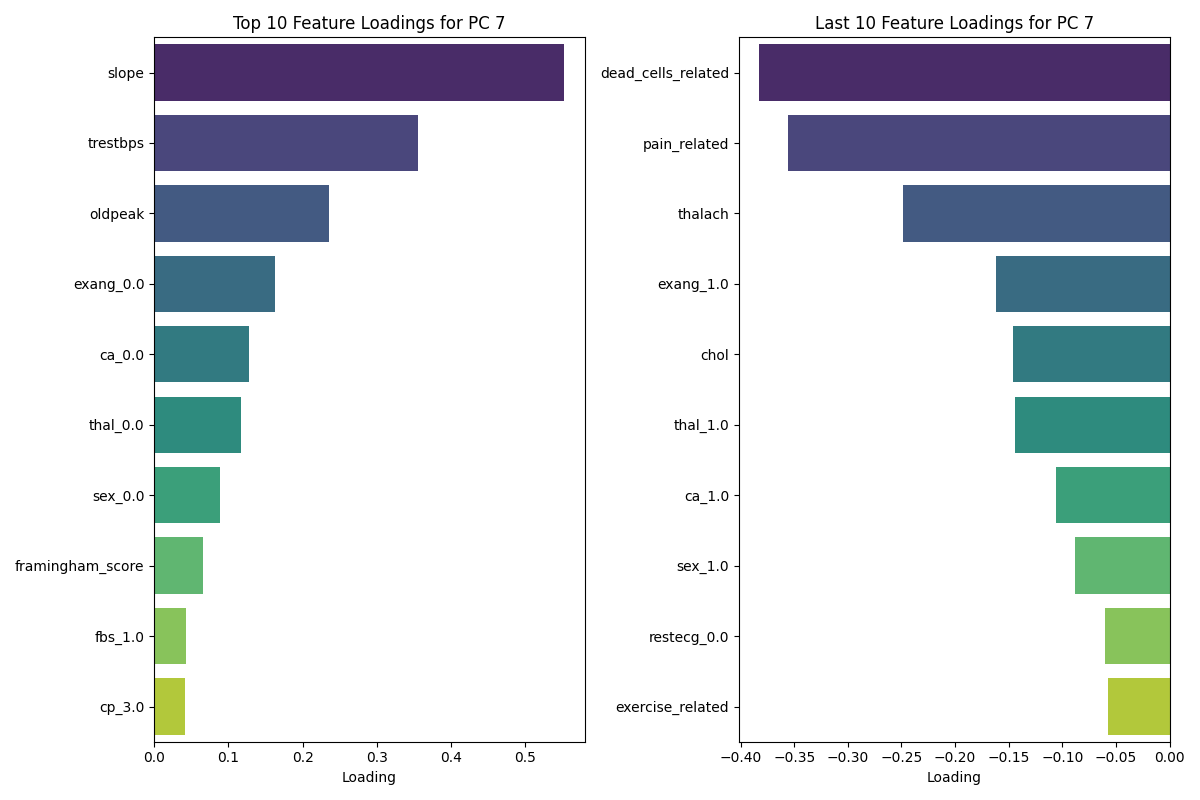 Top 10 Feature Loadings for PC 7
slope
trestbps
oldpeak
exang_0.0
ca_0.0
thal_0.0
sex_0.0
framingham_score
fbs_1.0
cp_3.0
0.0 0.1 0.2 0.3 0.4 0.5
Loading
Last 10 Feature Loadings for PC 7
dead_cells_related
pain_related
thalach
exang_1.0
chol
thal_1.0
ca_1.0
sex_1.0
restecg_0.0
exercise_related
−0.40 −0.35 −0.30 −0.25 −0.20 −0.15 −0.10 −0.05 0.00
Loading